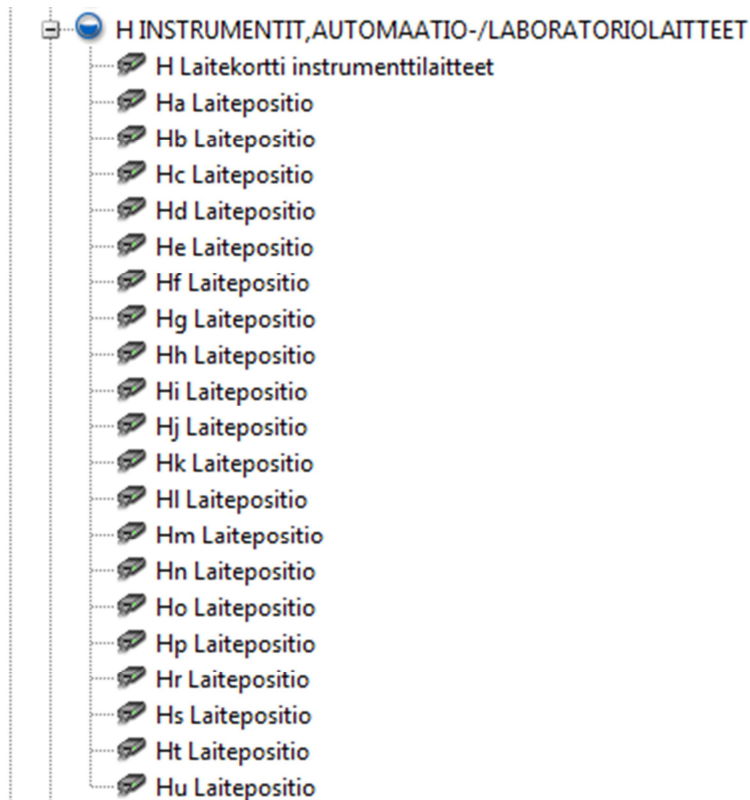 H INSTRUMENTIT,AUTOMAATIO-/LABORATORIOLAITTEET
H Laitekortti instrumenttilaitteet
Ha Laitepositio
Hb Laitepositio
Hc Laitepositio
Hd Laitepositio
He Laitepositio
Hf Laitepositio
Hg Laitepositio
Hh Laitepositio
Hi Laitepositio
Hj Laitepositio
Hk Laitepositio
Hl Laitepositio
Hm Laitepositio
Hn Laitepositio
Ho Laitepositio
Hp Laitepositio
Hr Laitepositio
Hs Laitepositio
Ht Laitepositio
Hu Laitepositio